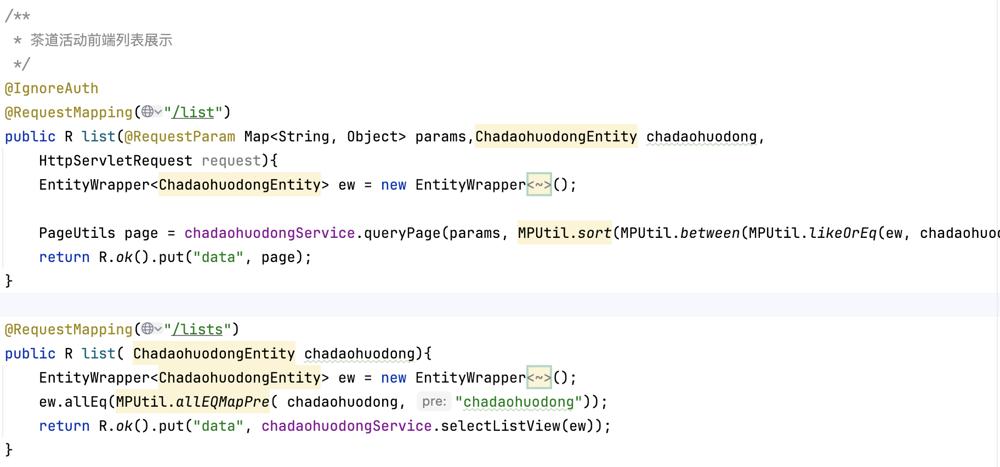 /**
 * 茶道活动前端列表展示
 */
@IgnoreAuth
@RequestMapping("/list")
public R list(@RequestParam Map<String, Object> params,ChadaohuodongEntity chadaohuodong,
    HttpServletRequest request){
    EntityWrapper<ChadaohuodongEntity> ew = new EntityWrapper<~>();
    PageUtils page = chadaohuodongService.queryPage(params, MPUtil.sort(MPUtil.between(MPUtil.likeOrEq(ew, chadaohuod
    return R.ok().put("data", page);
}
@RequestMapping("/lists")
public R list( ChadaohuodongEntity chadaohuodong){
    EntityWrapper<ChadaohuodongEntity> ew = new EntityWrapper<~>();
    ew.allEq(MPUtil.allEQMapPre( chadaohuodong, pre: "chadaohuodong"));
    return R.ok().put("data", chadaohuodongService.selectListView(ew));
}